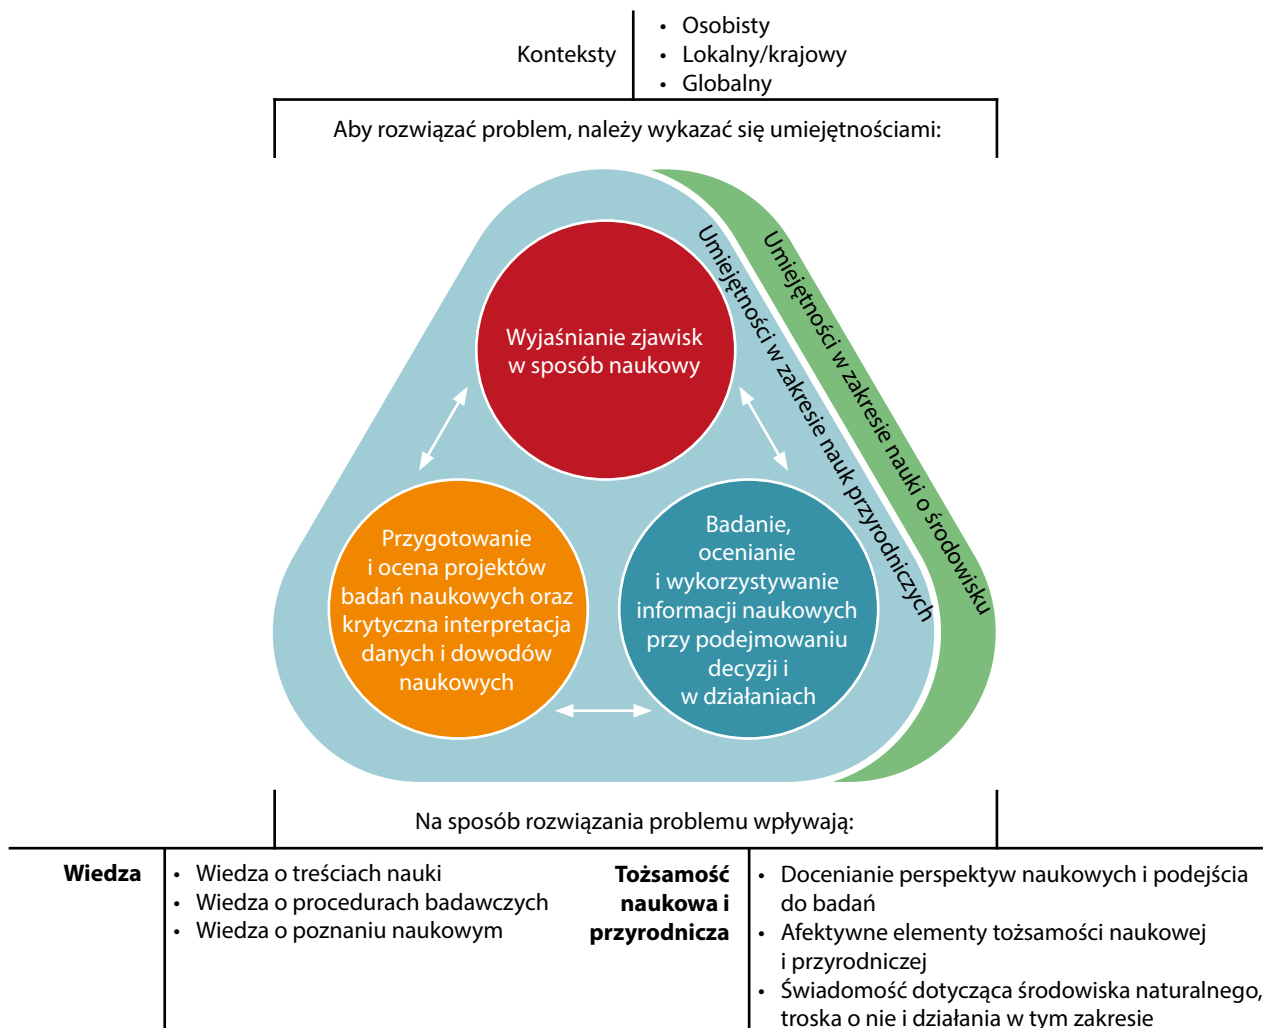 Konteksty
• Osobisty
• Lokalny/krajowy
• Globalny
Aby rozwiązać problem, należy wykazać się umiejętnościami:
Umiejętności w zakresie nauk przyrodniczych
Umiejętności w zakresie nauki o środowisku
Wyjaśnianie zjawisk
w sposób naukowy
Przygotowanie
i ocena projektów
badań naukowych oraz
krytyczna interpretacja
danych i dowodów
naukowych
Badanie,
ocenianie
i wykorzystywanie
informacji naukowych
przy podejmowaniu
decyzji i
w działaniach
Na sposób rozwiązania problemu wpływają:
Wiedza
• Wiedza o treściach nauki
• Wiedza o procedurach badawczych
• Wiedza o poznaniu naukowym
Tożsamość
naukowa i
przyrodnicza
• Docenianie perspektyw naukowych i podejścia
do badań
• Afektywne elementy tożsamości naukowej
i przyrodniczej
• Świadomość dotycząca środowiska naturalnego,
troska o nie i działania w tym zakresie